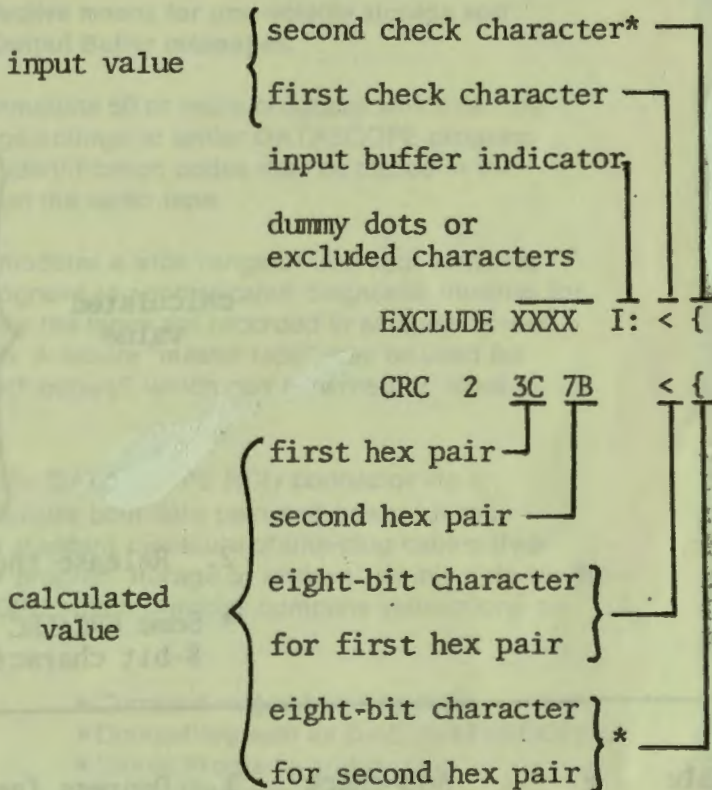 second check character*
input value
first check character
input buffer indicator
dummy dots or
excluded characters
EXCLUDE XXXX I: < {
CRC 2 3C 7B < {
first hex pair
second hex pair
eight-bit character
calculated
value
for first hex pair
eight-bit character
*
for second hex pair